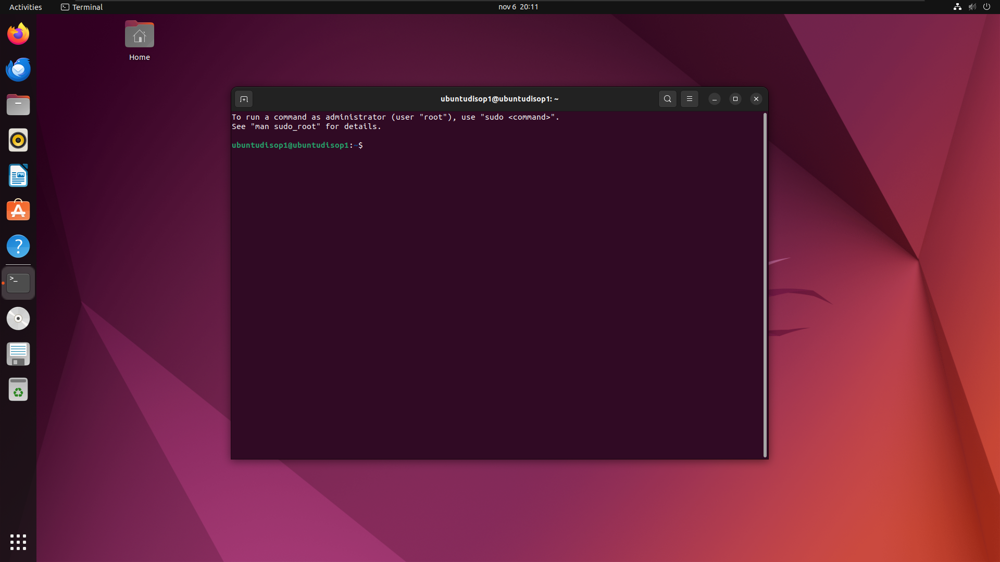 Activities
Terminal
nov 6 20:11
Home
ubuntudisop1@ubuntudisop1: ~
To run a command as administrator (user "root"), use "sudo <command>".
See "man sudo_root" for details.
ubuntudisop1@ubuntudisop1:~$